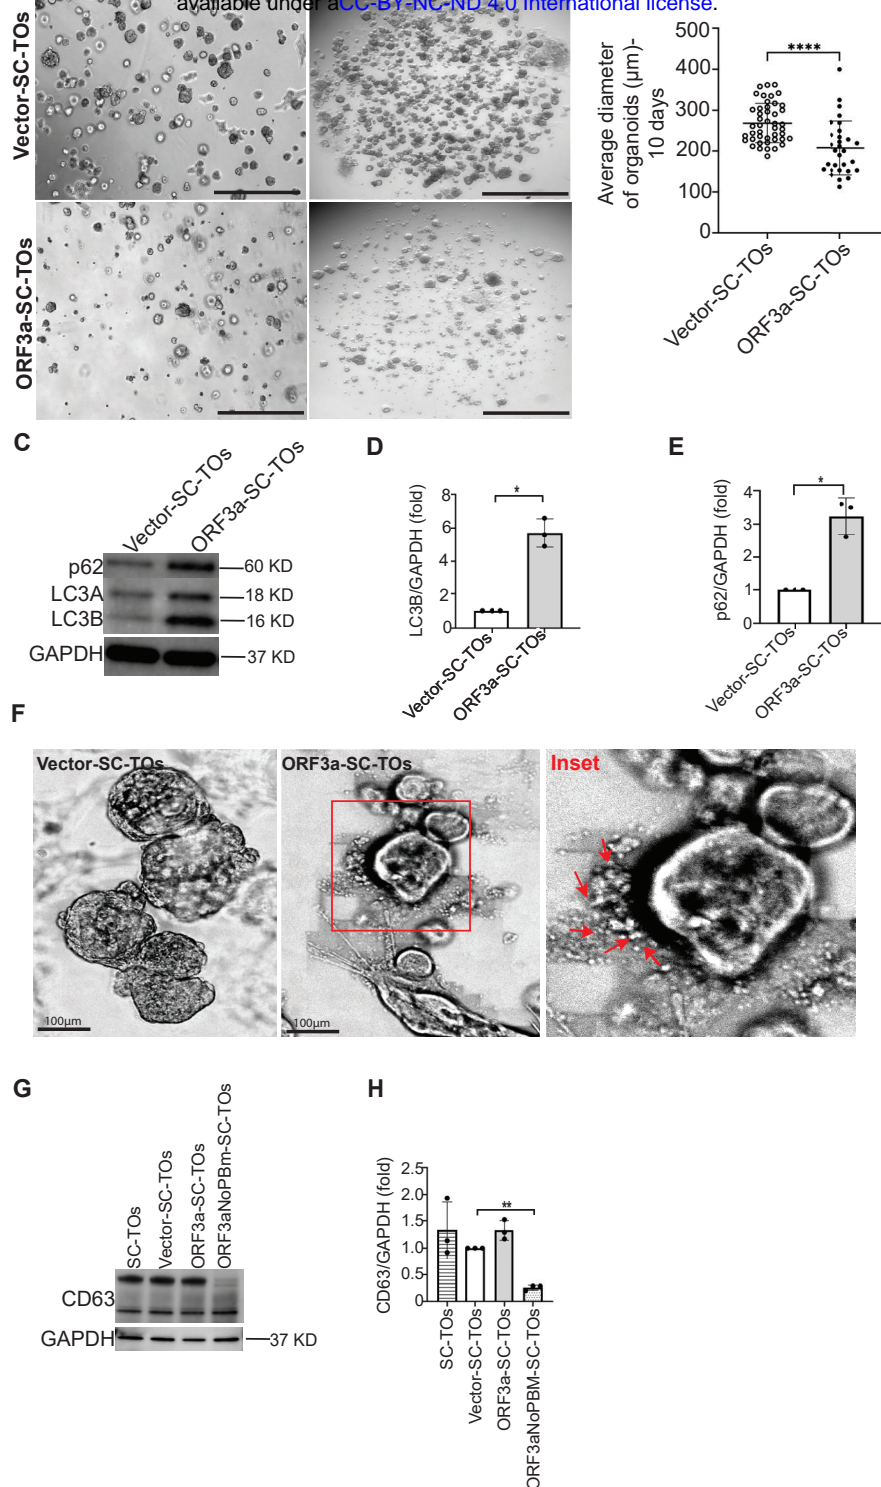 available under aCC-BY-NC-ND 4.0 International license.
Vector-SC-TOs
ORF3a-SC-TOs
Average diameter
of organoids (µm)-
10 days
500
400
300
200
100
0
****
Vector-SC-TOs
ORF3a-SC-TOs
C
Vector-SC-TOs
ORF3a-SC-TOs
p62
60 KD
LC3A
18 KD
LC3B
16 KD
GAPDH
37 KD
D
LC3B/GAPDH (fold)
8
6
4
2
0
*
Vector-SC-TOs
ORF3a-SC-TOs
E
p62/GAPDH (fold)
4
3
2
1
0
*
Vector-SC-TOs
ORF3a-SC-TOs
F
Vector-SC-TOs
100µm
ORF3a-SC-TOs
100µm
Inset
G
SC-TOs
Vector-SC-TOs
ORF3a-SC-TOs
ORF3aNoPBm-SC-TOs
CD63
GAPDH
37 KD
H
CD63/GAPDH (fold)
2.5
2.0
1.5
1.0
0.5
0
**
SC-TOs
Vector-SC-TOs
ORF3a-SC-TOs
ORF3aNoPBM-SC-TOs